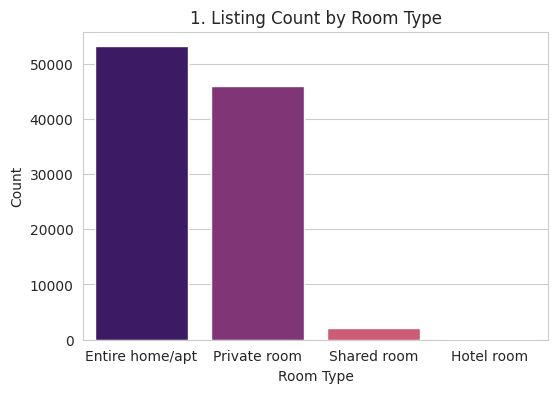 1. Listing Count by Room Type
50000
40000
30000
20000
10000
0
Count
Entire home/apt Private room Shared room Hotel room
Room Type